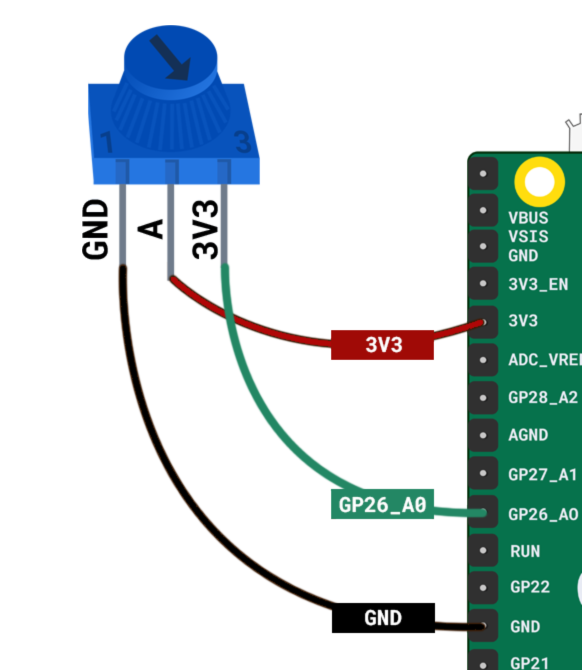 1
3
GND
A
3V3
VBUS
VSIS
GND
3V3_EN
3V3
3V3
ADC_VRE
GP28_A2
AGND
GP27_A1
GP26_A0
GP26_A0
RUN
GP22
GND
GND
GP21